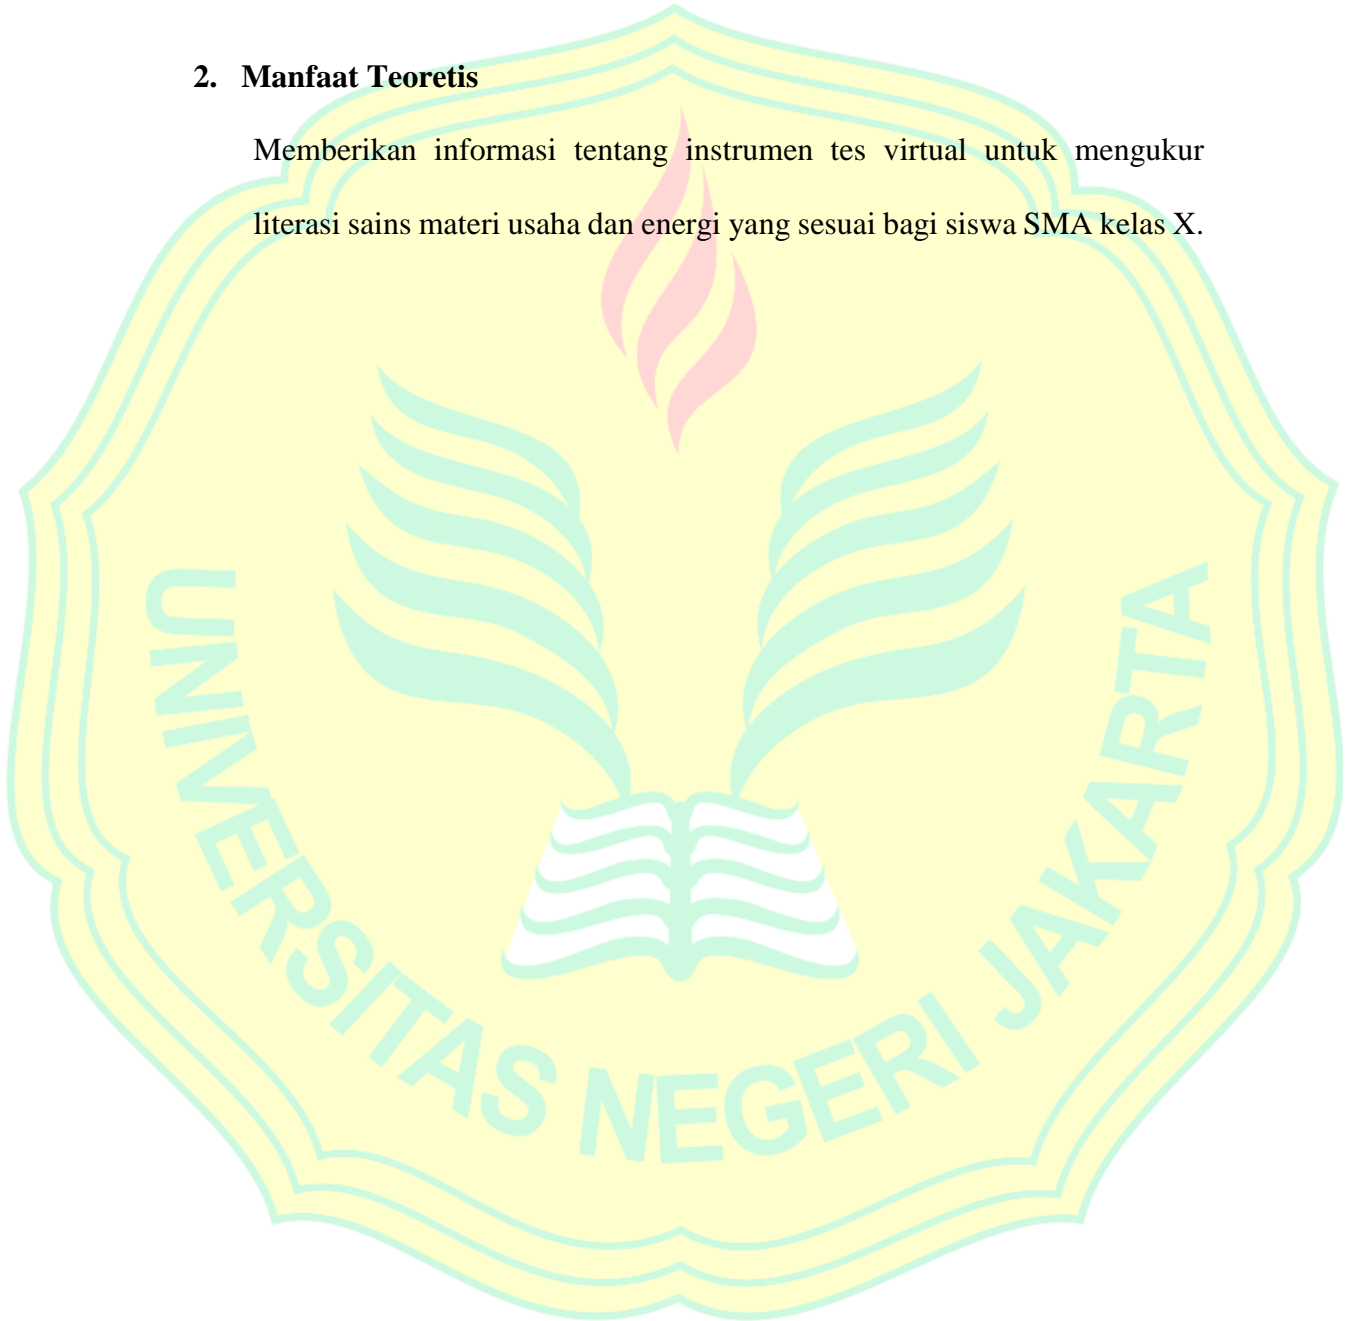 2. Manfaat Teoretis
Memberikan informasi tentang instrumen tes virtual untuk mengukur
literasi sains materi usaha dan energi yang sesuai bagi siswa SMA kelas X.
UNIVERSITAS NEGERI JAKARTA